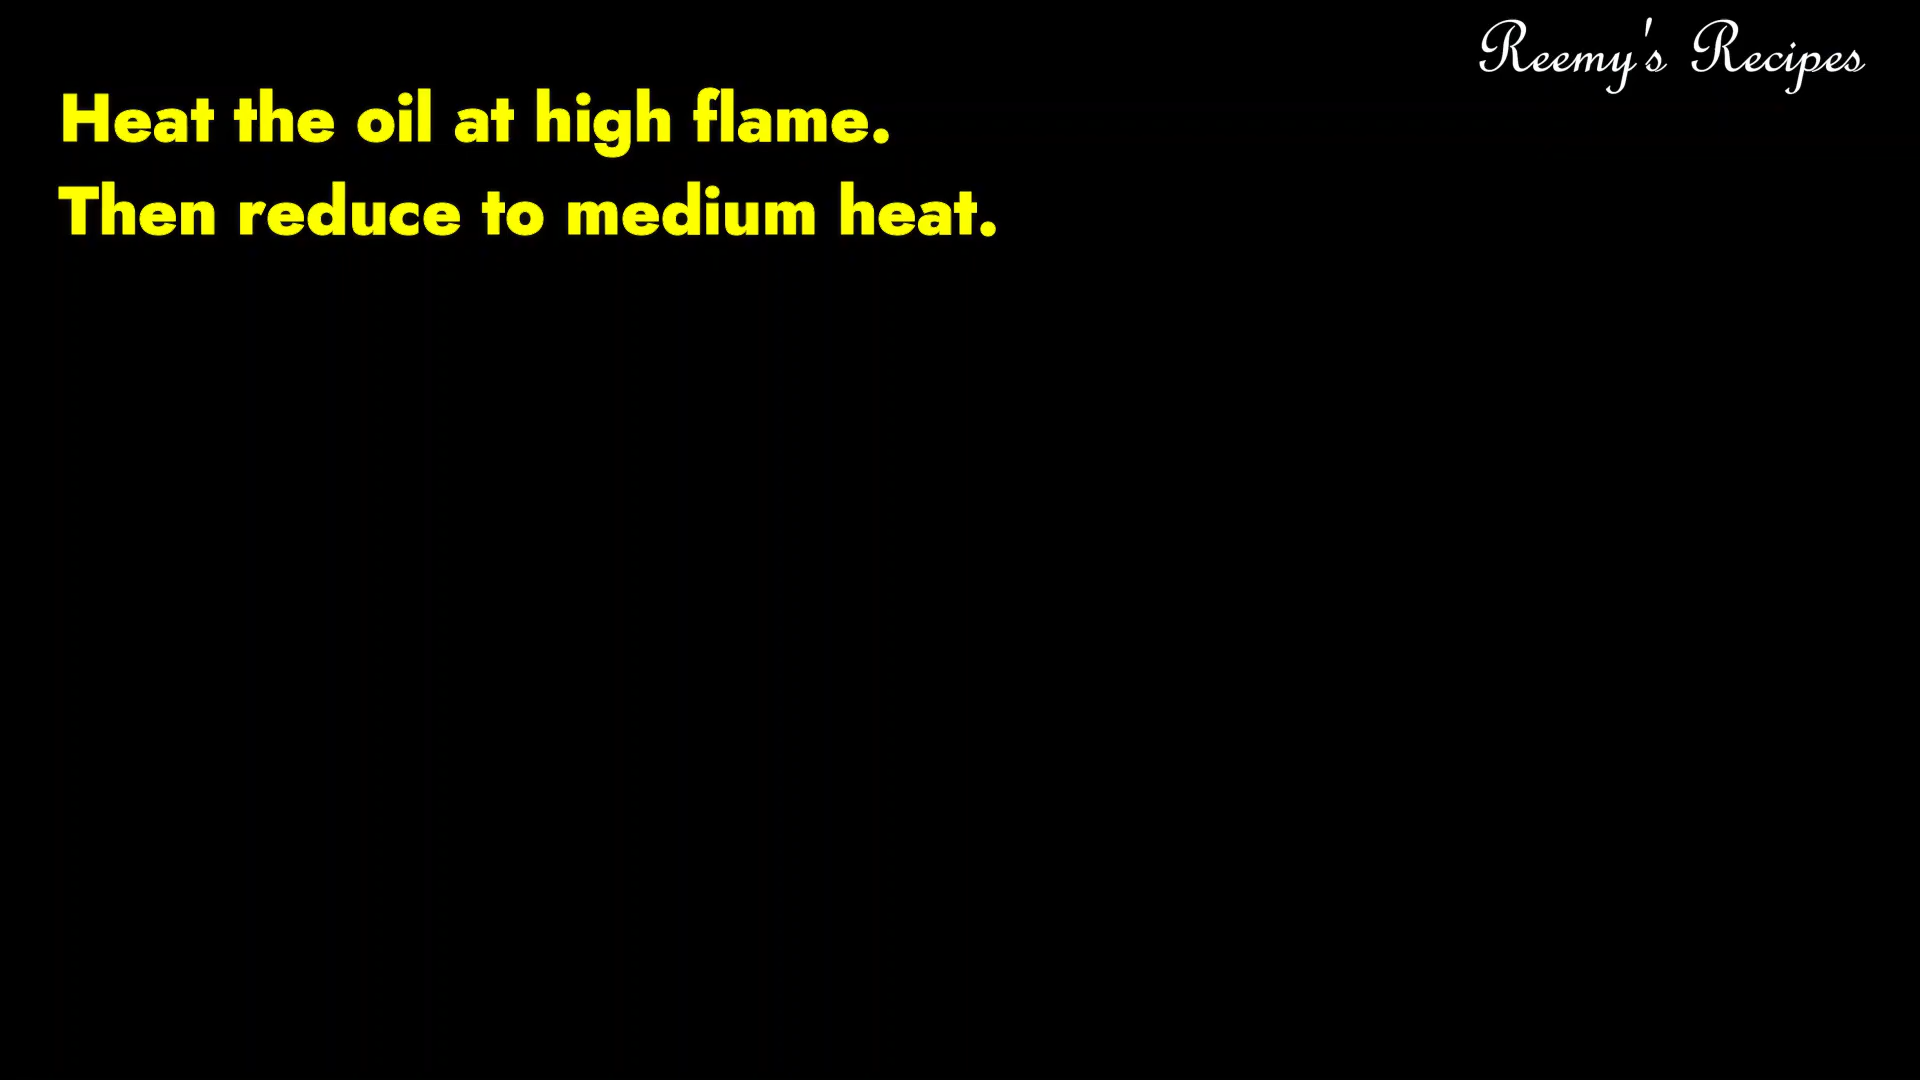 Reemy's Recipes
Heat the oil at high flame.
Then reduce to medium heat.